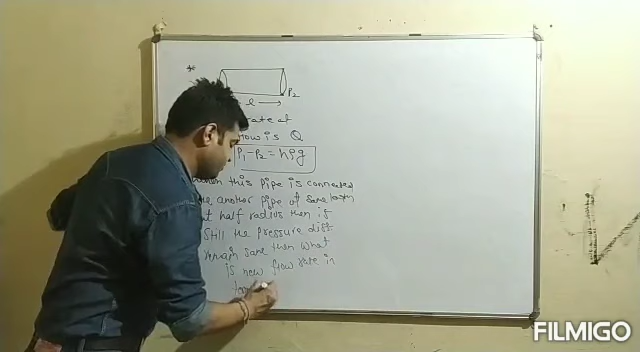 **
l P2
rate of
flow is Q
P1-P2 = hρg
when this pipe is connected
another pipe of same length
but half radius then if
Still the pressure diff
remain same then what
is new flow rate in
FILMIGO